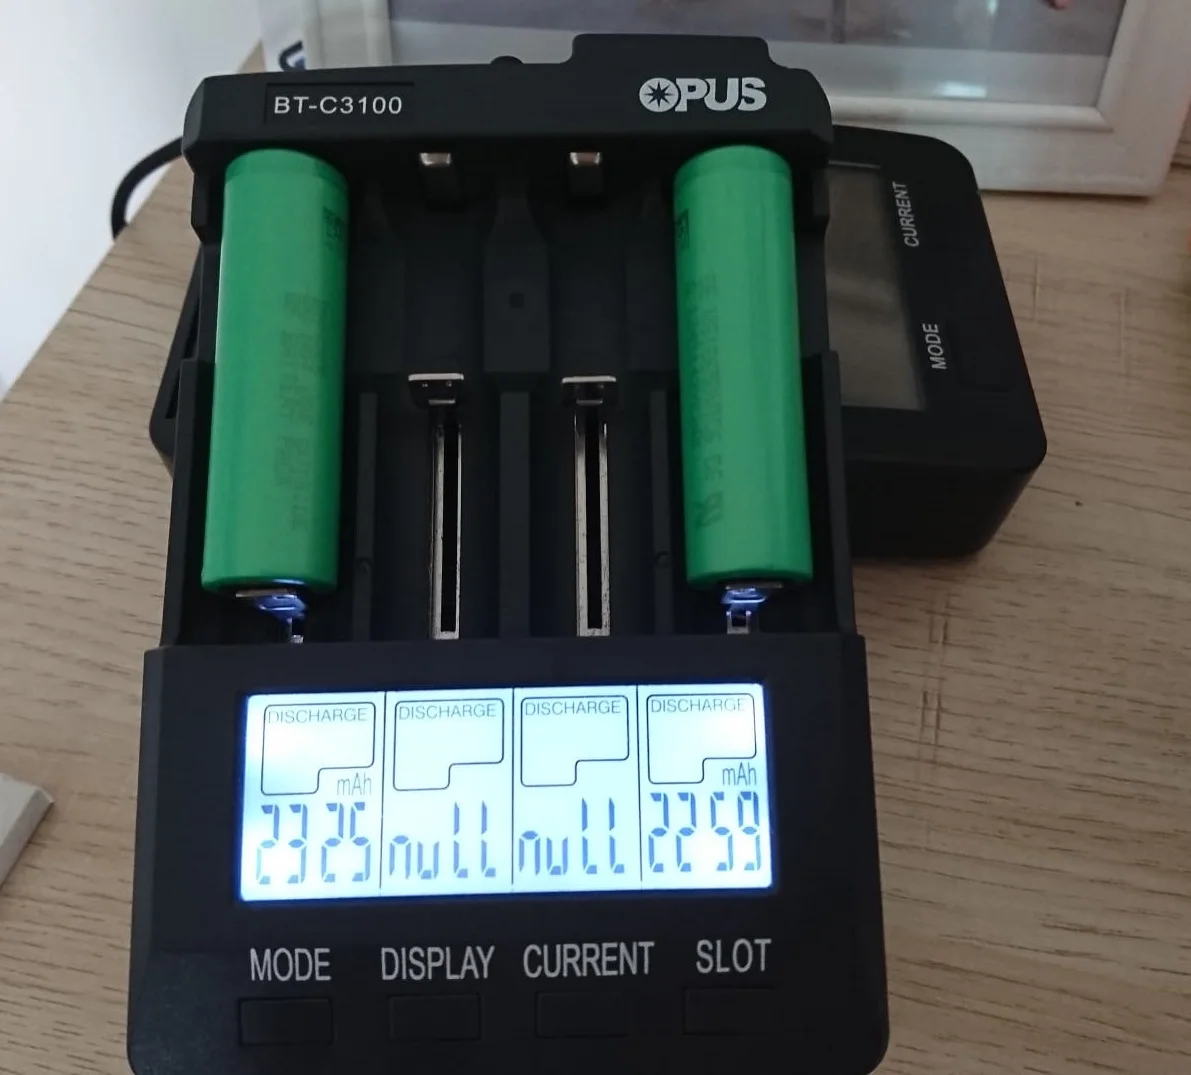 BT-C3100
OPUS
CURRENT
MODE
DISCHARGE DISCHARGE DISCHARGE DISCHARGE
mAh mAh
2325 null null 2259
MODE DISPLAY CURRENT SLOT